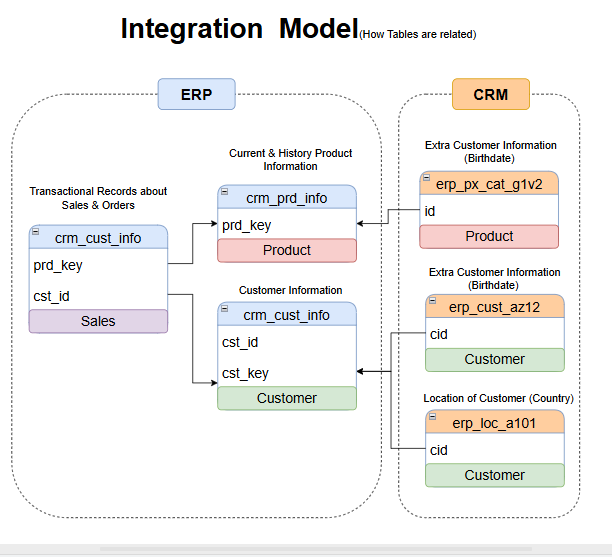 Integration Model(How Tables are related)
ERP
CRM
Transactional Records about
Sales & Orders
crm_cust_info
prd_key
cst_id
Sales
Current & History Product
Information
crm_prd_info
prd_key
Product
Customer Information
crm_cust_info
cst_id
cst_key
Customer
Extra Customer Information
(Birthdate)
erp_px_cat_g1v2
id
Product
Extra Customer Information
(Birthdate)
erp_cust_az12
cid
Customer
Location of Customer (Country)
erp_loc_a101
cid
Customer